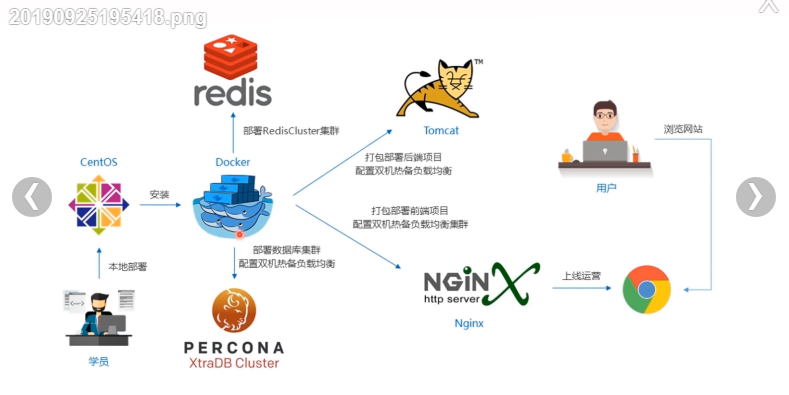 20190925195418.png
redis
TM
部署RedisCluster集群
Tomcat
浏览网站
CentOS
Docker
打包部署后端项目
配置双机热备负载均衡
用户
安装
打包部署前端项目
配置双机热备负载均衡集群
部署数据库集群
配置双机热备负载均衡
本地部署
NGiNX
http server
上线运营
Nginx
学员
PERCONA
XtraDB Cluster